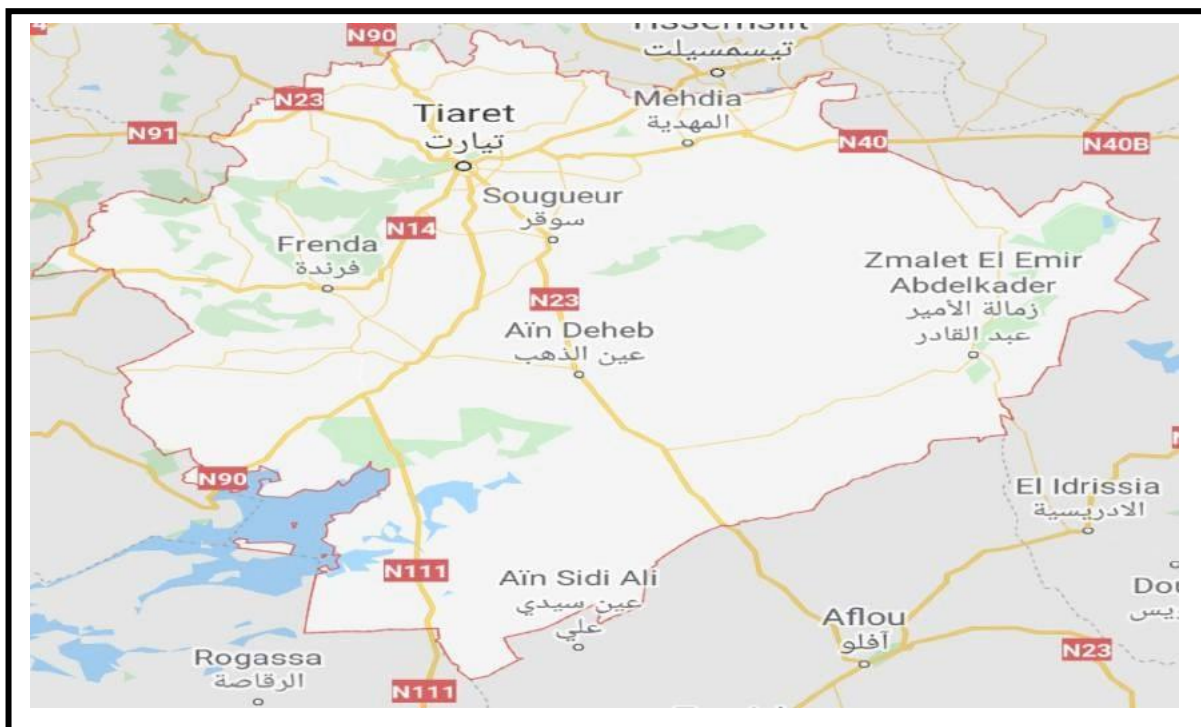 Tissemsilt
تيسمسيلت
N90
N23
Mehdia
المهدية
Tiaret
تيارت
N91
N40
N40B
Sougueur
سوقر
N14
Frenda
فرندة
Zmalet El Emir
Abdelkader
زمالة الأمير
عبد القادر
N23
Aïn Deheb
عين الذهب
N90
El Idrissia
الادريسية
N111
Aïn Sidi Ali
عين سيدي
علي
Aflou
آفلو
Rogassa
الرقاصة
N23
N111